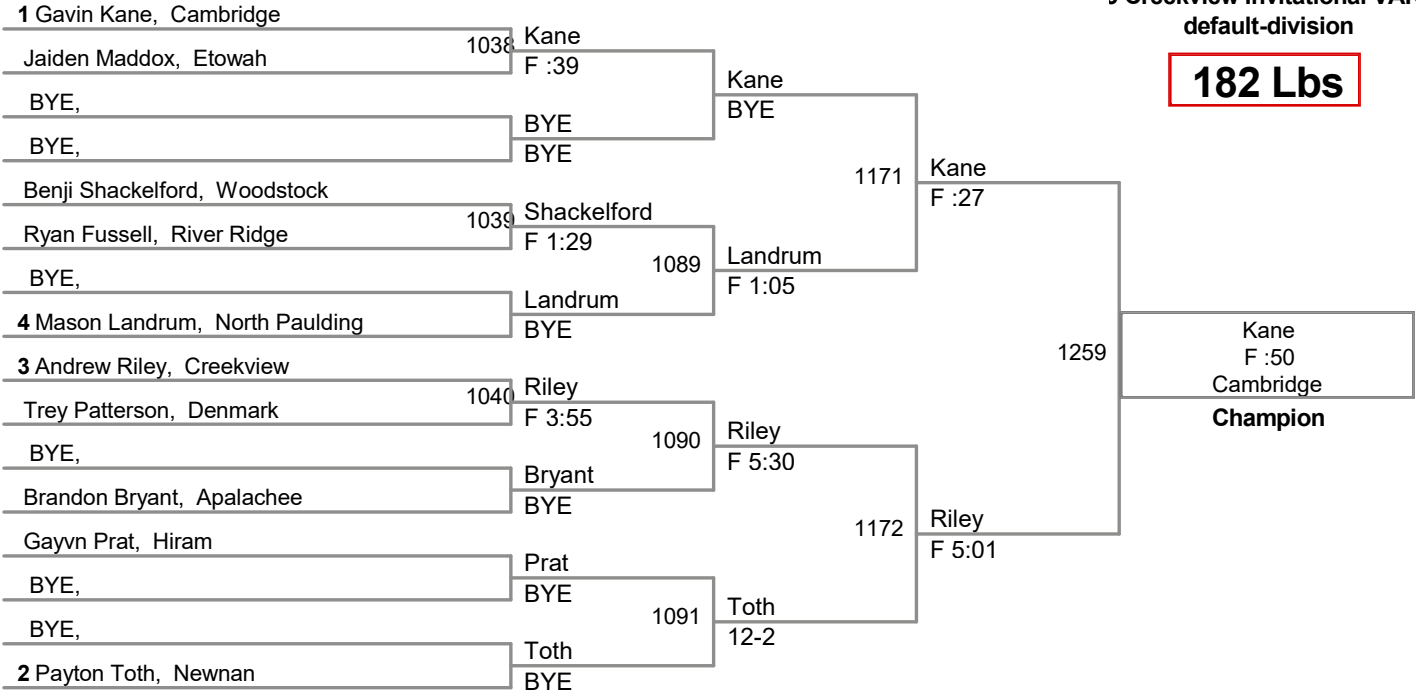 Creekview Invitational
default-division
182 Lbs
1 Gavin Kane, Cambridge
Jaiden Maddox, Etowah
BYE,
BYE,
Benji Shackelford, Woodstock
Ryan Fussell, River Ridge
BYE,
4 Mason Landrum, North Paulding
3 Andrew Riley, Creekview
Trey Patterson, Denmark
BYE,
Brandon Bryant, Apalachee
Gayvn Prat, Hiram
BYE,
BYE,
2 Payton Toth, Newnan
1038
Kane
F :39
BYE
BYE
1039
Shackelford
F 1:29
Landrum
BYE
1040
Riley
F 3:55
Bryant
BYE
Prat
BYE
Toth
BYE
Kane
BYE
1089
Landrum
F 1:05
1090
Riley
F 5:30
1091
Toth
12-2
1171
Kane
F :27
1172
Riley
F 5:01
1259
Kane
F :50
Cambridge
Champion